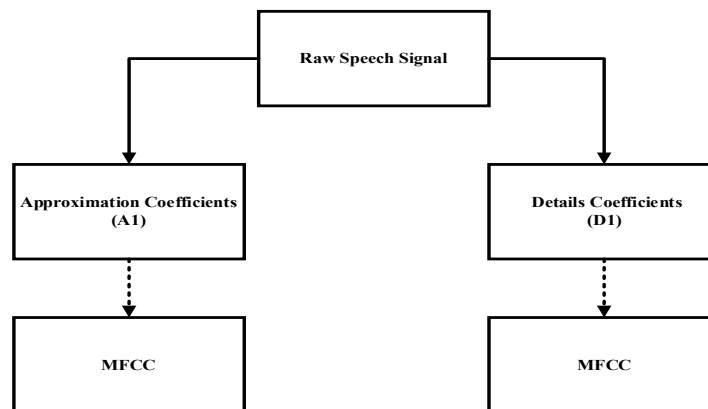 Raw Speech Signal
Approximation Coefficients
(A1)
Details Coefficients
(D1)
MFCC
MFCC